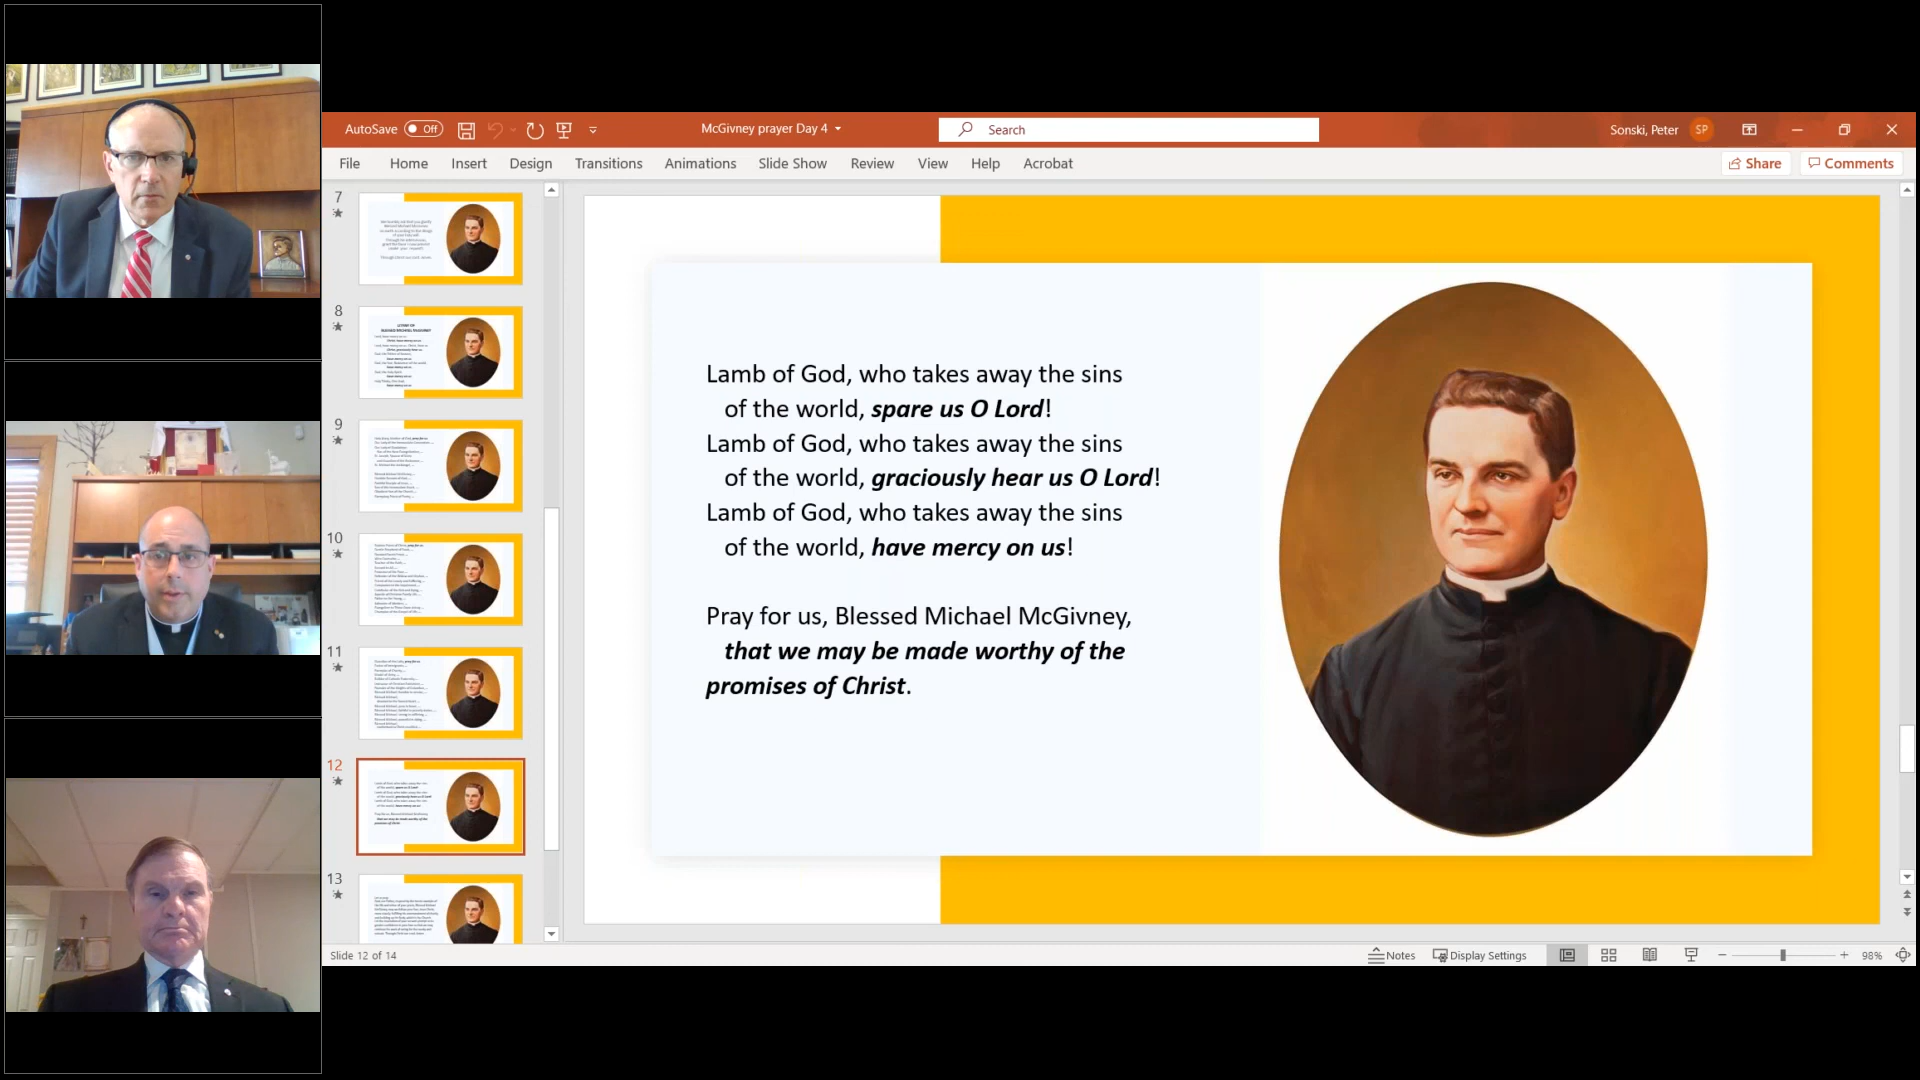 AutoSave Off
McGivney prayer Day 4
Search
Sonski, Peter SP
File Home Insert Design Transitions Animations Slide Show Review View Help Acrobat
Share Comments
7
8
9
10
11
12
13
Lamb of God, who takes away the sins
of the world, spare us O Lord!
Lamb of God, who takes away the sins
of the world, graciously hear us O Lord!
Lamb of God, who takes away the sins
of the world, have mercy on us!
Pray for us, Blessed Michael McGivney,
that we may be made worthy of the
promises of Christ.
Slide 12 of 14
Notes Display Settings 98%